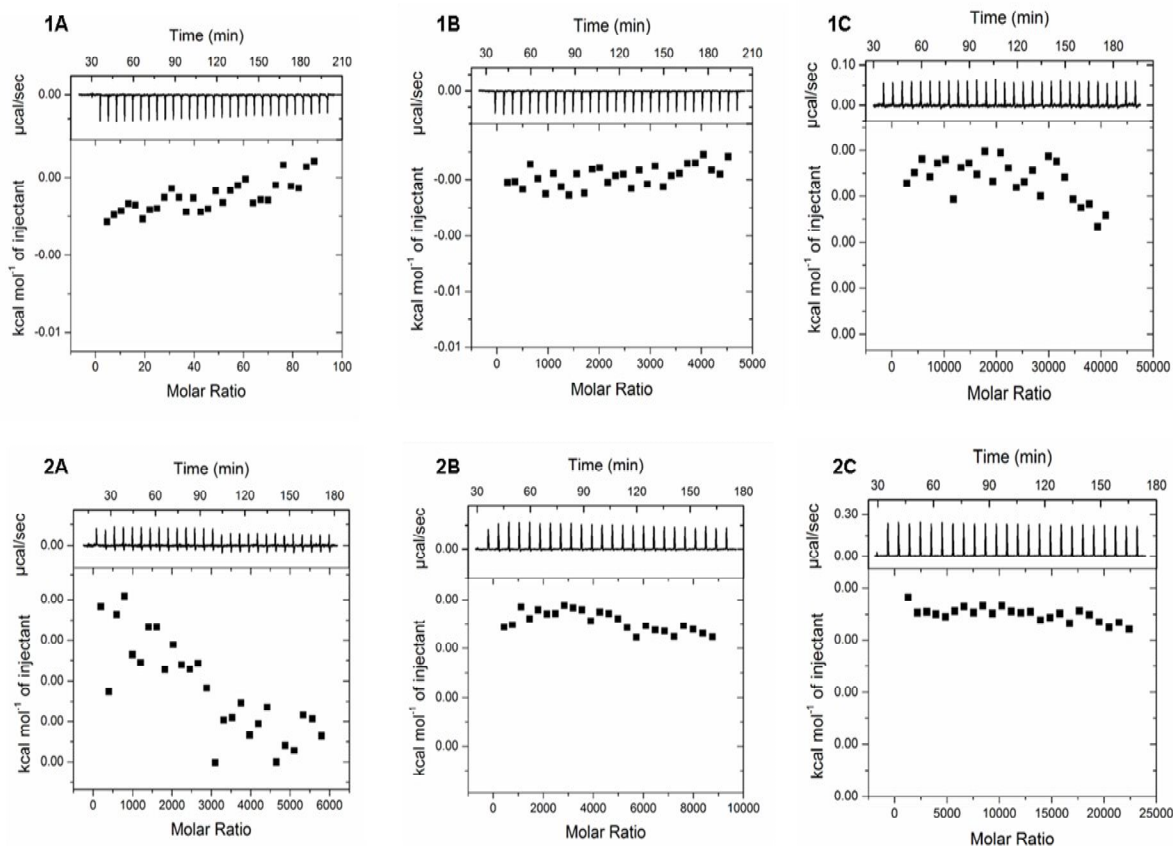 1A
Time (min)
0 30 60 90 120 150 180 210
0.00
µcal/sec
0.00
-0.00
-0.01
kcal mol⁻¹ of injectant
0 20 40 60 80 100
Molar Ratio
1B
Time (min)
30 60 90 120 150 180 210
0.00
µcal/sec
-0.00
-0.00
-0.01
-0.01
kcal mol⁻¹ of injectant
0 1000 2000 3000 4000 5000
Molar Ratio
1C
Time (min)
30 60 90 120 150 180
0.10
0.00
µcal/sec
0.00
0.00
0.00
0.00
0.00
kcal mol⁻¹ of injectant
0 10000 20000 30000 40000 50000
Molar Ratio
2A
Time (min)
0 30 60 90 120 150 180
0.00
µcal/sec
0.00
0.00
0.00
0.00
0.00
kcal mol⁻¹ of injectant
0 1000 2000 3000 4000 5000 6000
Molar Ratio
2B
Time (min)
30 60 90 120 150 180
0.00
µcal/sec
0.00
0.00
0.00
0.00
kcal mol⁻¹ of injectant
0 2000 4000 6000 8000 10000
Molar Ratio
2C
Time (min)
30 60 90 120 150 180
0.30
0.00
µcal/sec
0.00
0.00
0.00
0.00
0.00
0.00
kcal mol⁻¹ of injectant
0 5000 10000 15000 20000 25000
Molar Ratio